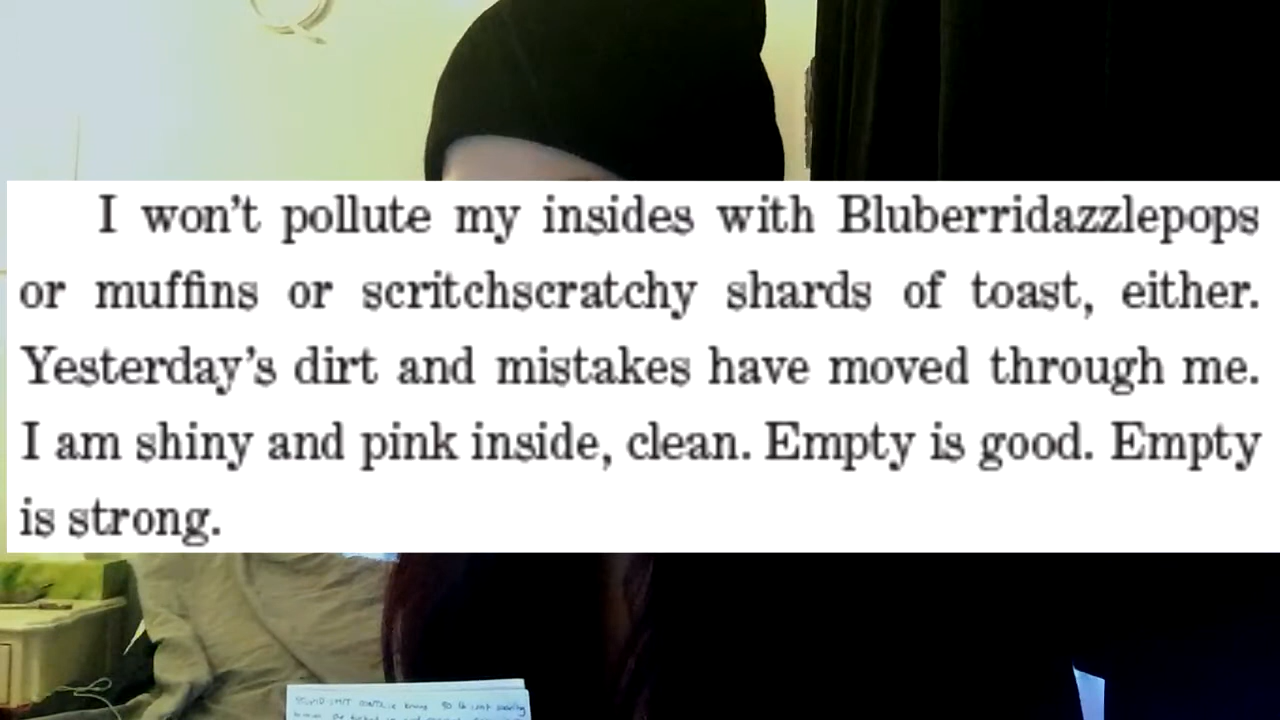 I won't pollute my insides with Bluberridazzlepops
or muffins or scritchscratchy shards of toast, either.
Yesterday's dirt and mistakes have moved through me.
I am shiny and pink inside, clean. Empty is good. Empty
is strong.